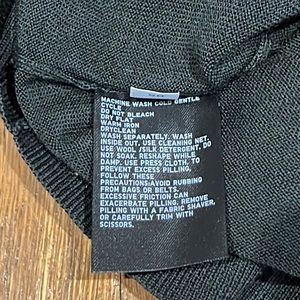 MACHINE WASH COLD GENTLE
CYCLE
DO NOT BLEACH
DRY FLAT
WARM IRON
DRYCLEAN
WASH SEPARATELY. WASH
INSIDE OUT. USE CLEANING NET.
USE WOOL /SILK DETERGENT. DO
NOT SOAK. RESHAPE WHILE
DAMP. USE PRESS CLOTH. TO
PREVENT EXCESS PILLING,
FOLLOW THESE
PRECAUTIONS:AVOID RUBBING
FROM BAGS OR BELTS.
EXCESSIVE FRICTION CAN
EXACERBATE PILLING. REMOVE
PILLING WITH A FABRIC SHAVER,
OR CAREFULLY TRIM WITH
SCISSORS.